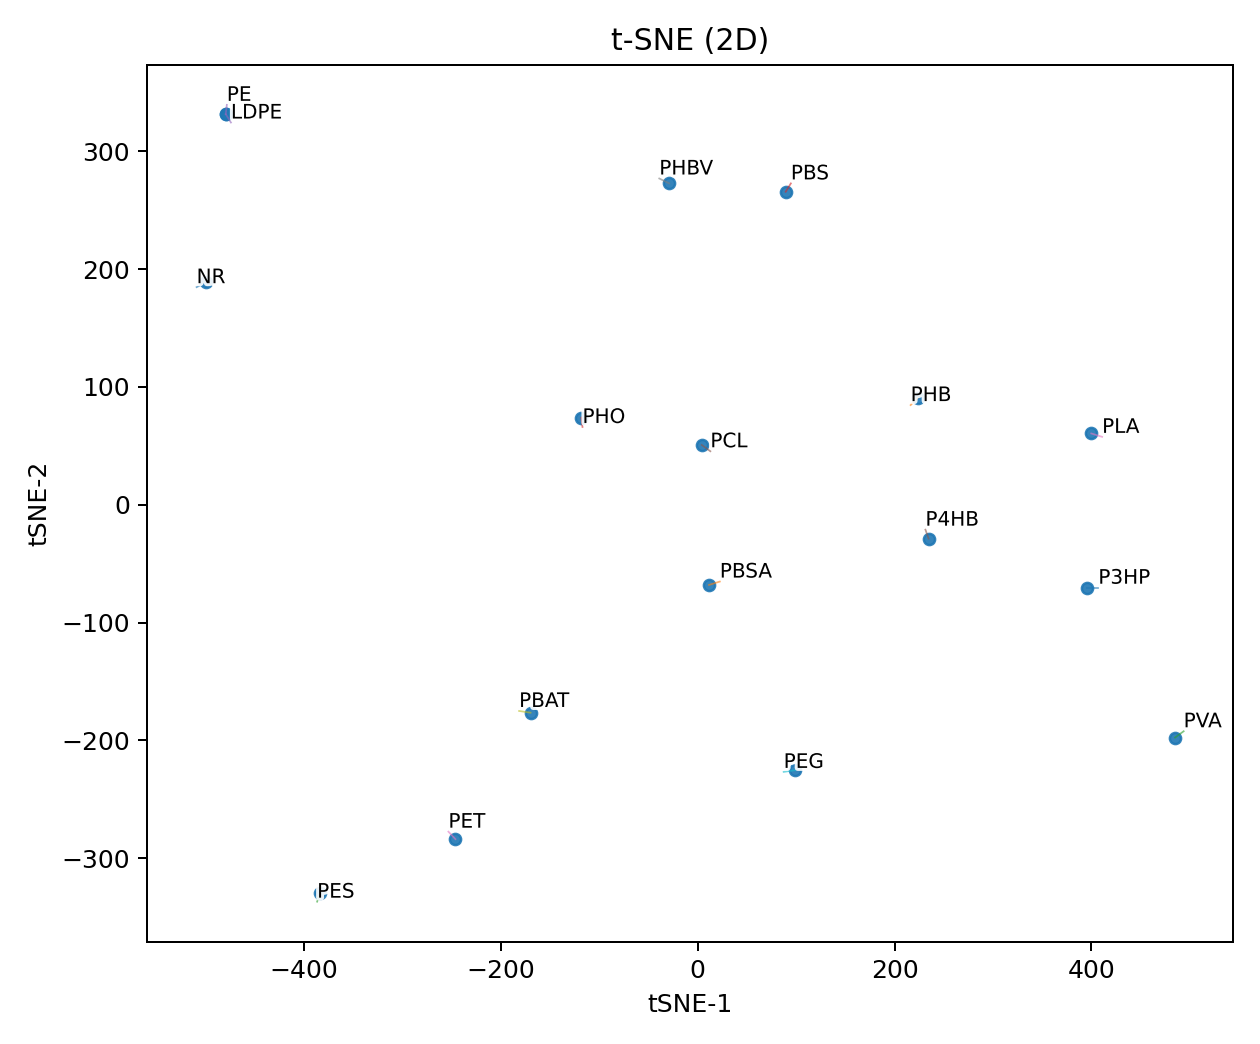 t-SNE (2D)
PE
LDPE
PHBV
PBS
NR
PHB
PHO
PLA
PCL
P4HB
PBSA
P3HP
PBAT
PVA
PEG
PET
PES
300
200
100
0
−100
−200
−300
tSNE-2
−400
−200
0
200
400
tSNE-1